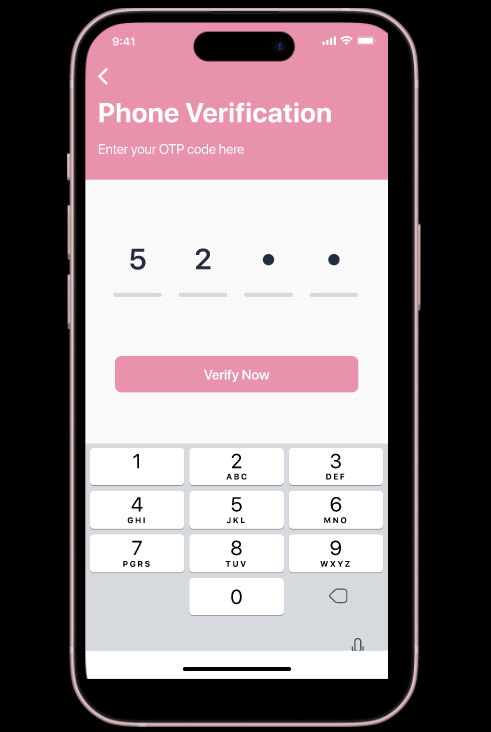 9:41
Phone Verification
Enter your OTP code here
5 2 • •
Verify Now
1 2 3
ABC DEF
4 5 6
GHI JKL MNO
7 8 9
PGRS TUV WXYZ
0